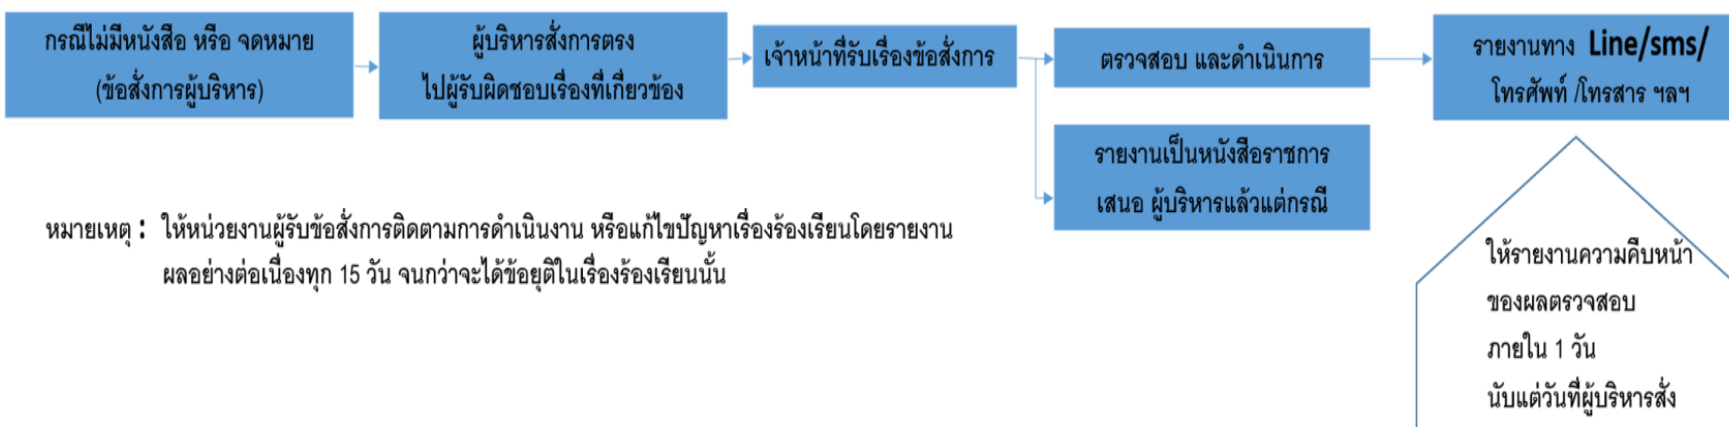 กรณีไม่มีหนังสือ หรือ จดหมาย
(ข้อสั่งการผู้บริหาร)
ผู้บริหารสั่งการตรง
ไปผู้รับผิดชอบเรื่องที่เกี่ยวข้อง
เจ้าหน้าที่รับเรื่องข้อสั่งการ
ตรวจสอบ และดำเนินการ
รายงานทาง Line/sms/
โทรศัพท์ /โทรสาร ฯลฯ
รายงานเป็นหนังสือราชการ
เสนอ ผู้บริหารแล้วแต่กรณี
หมายเหตุ : ให้หน่วยงานผู้รับข้อสั่งการติดตามการดำเนินงาน หรือแก้ไขปัญหาเรื่องร้องเรียนโดยรายงาน
ผลอย่างต่อเนื่องทุก 15 วัน จนกว่าจะได้ข้อยุติในเรื่องร้องเรียนนั้น
ให้รายงานความคืบหน้า
ของผลตรวจสอบ
ภายใน 1 วัน
นับแต่วันที่ผู้บริหารสั่ง